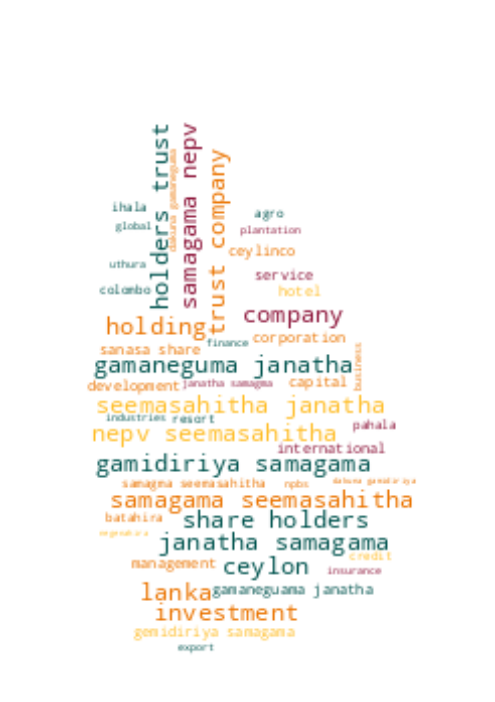 holders trust
dakuna gamaneguma
samagama nepv
trust company
ihala
agro
global
plantation
ceylinco
uthura
service
colombo
hotel
company
holding
corporation
finance
sanasa share
business
gamaneguma janatha
development
janatha samagma
capital
seemasahitha janatha
industries
resort
pahala
nepv seemasahitha
international
gamidiriya samagama
samagma seemasahitha
npbs
dakuna gamidiriya
samagama seemasahitha
batahira
share holders
janatha samagama
credit
management
ceylon
insurance
lanka
gamaneguama janatha
investment
gemidiriya samagama
export